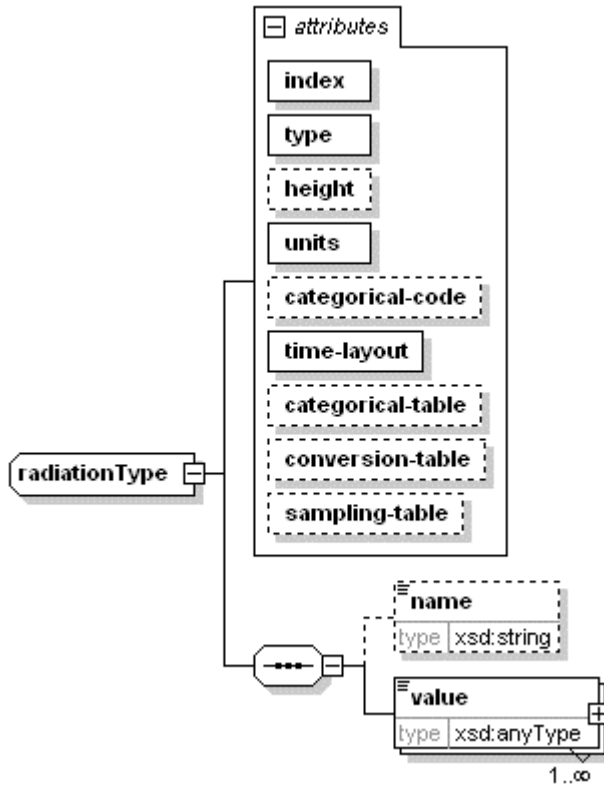 attributes
index
type
height
units
categorical-code
time-layout
categorical-table
conversion-table
sampling-table
radiationType
name
type xsd:string
value
type xsd:anyType
1..∞